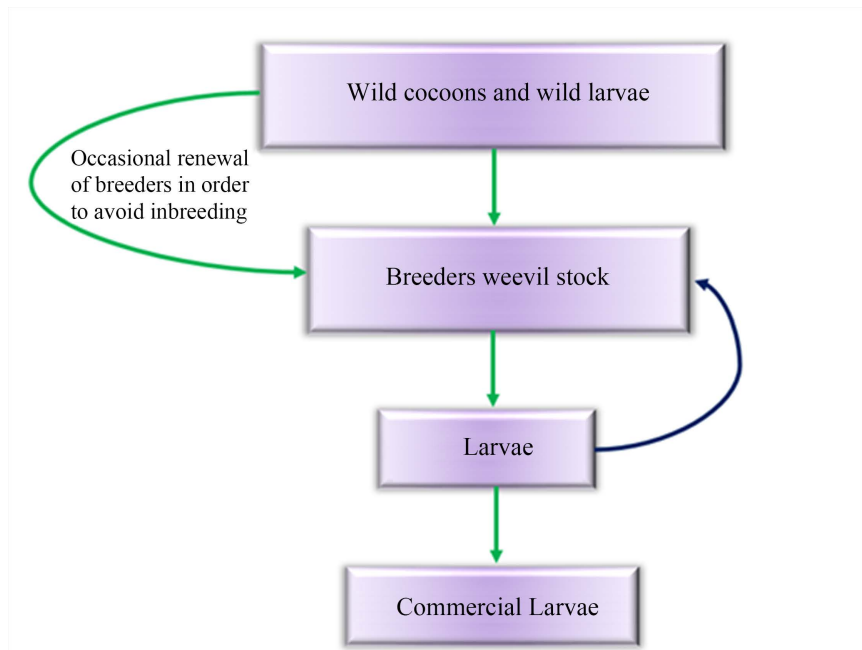 Wild cocoons and wild larvae
Occasional renewal
of breeders in order
to avoid inbreeding
Breeders weevil stock
Larvae
Commercial Larvae